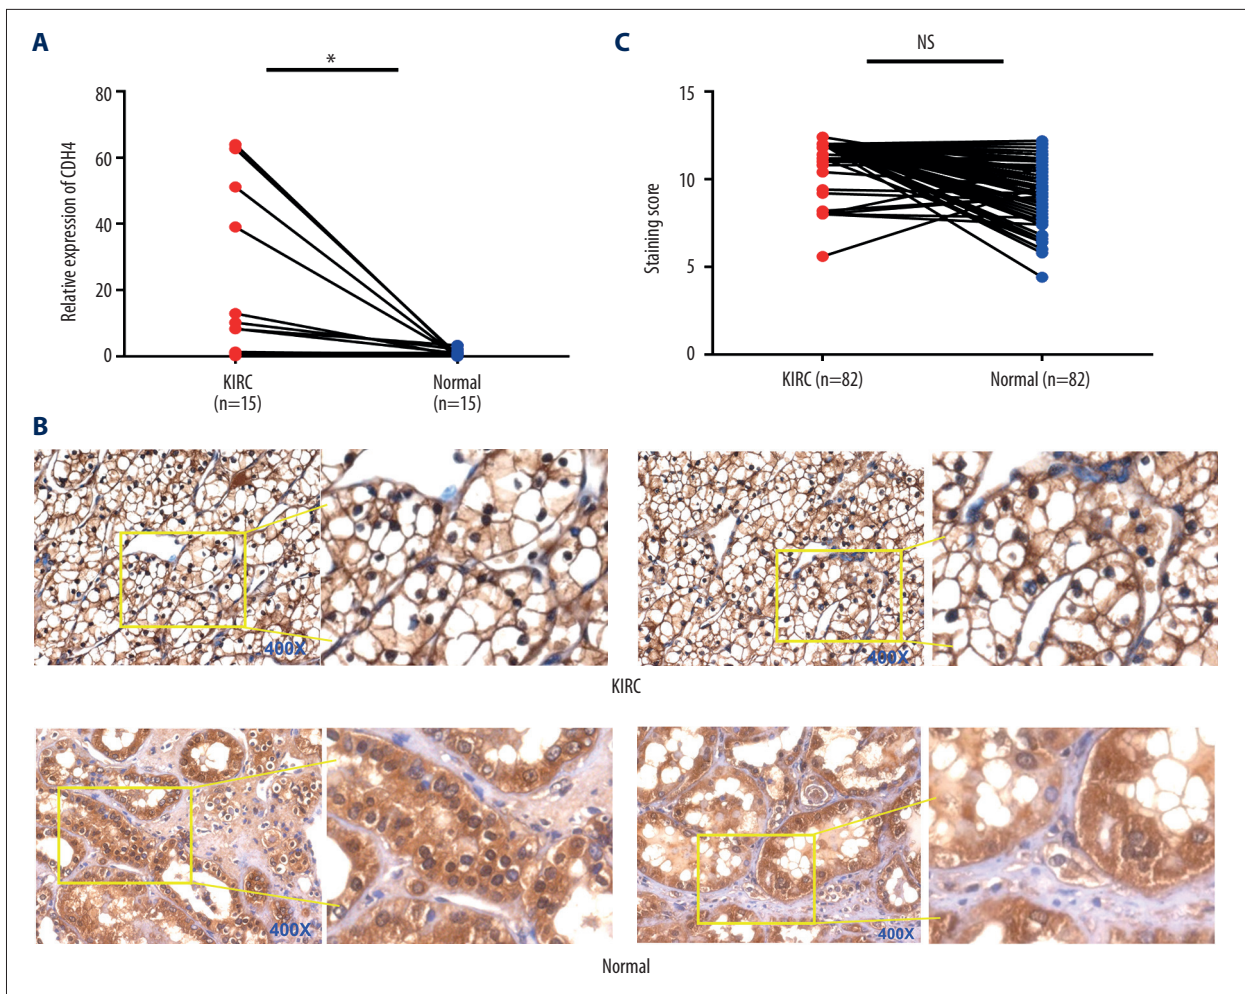 A
*
80
60
40
20
0
Relative expression of CDH4
KIRC
(n=15)
Normal
(n=15)
C
NS
15
10
5
0
Staining score
KIRC (n=82)
Normal (n=82)
B
400X
400X
KIRC
400X
400X
Normal